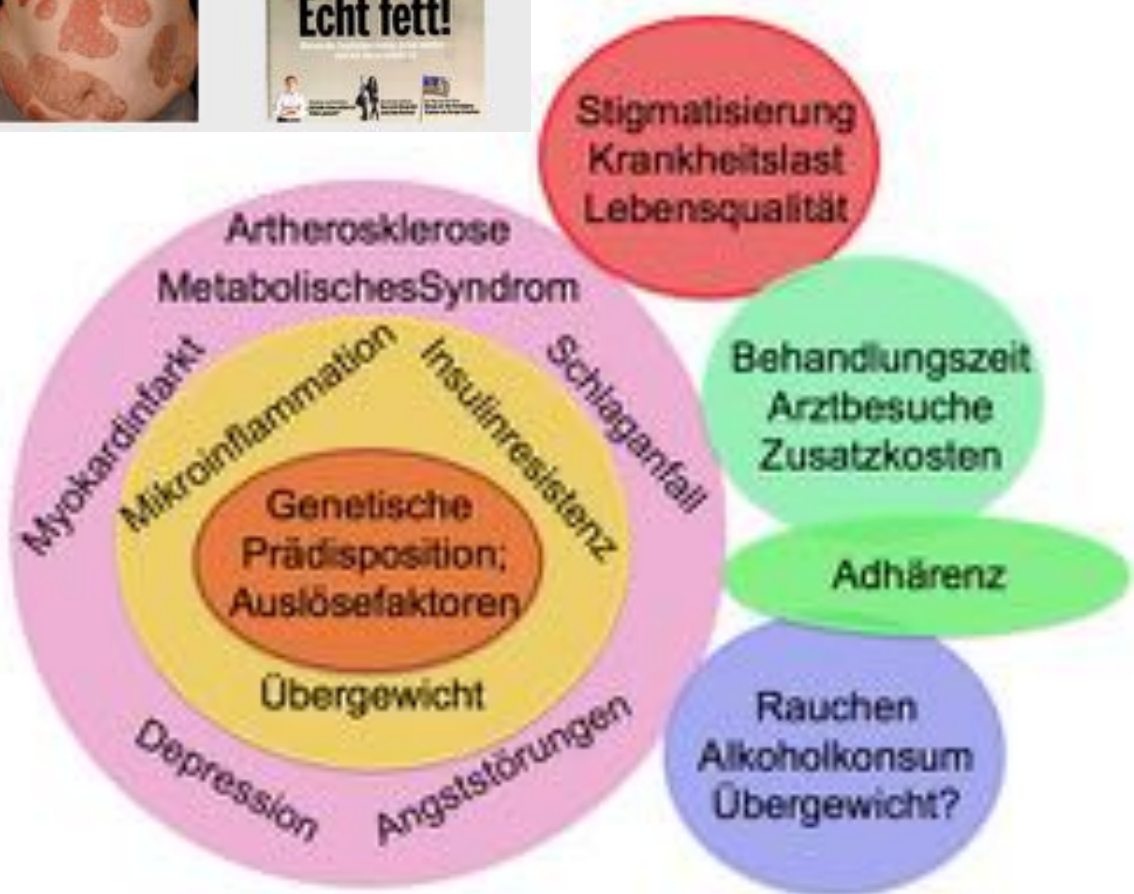 Echt fett!
Stigmatisierung
Krankheitslast
Lebensqualität
Artherosklerose
MetabolischesSyndrom
Myokardinfarkt
Mikroinflammation
Insulinresistenz
Schlaganfall
Genetische
Prädisposition;
Auslösefaktoren
Übergewicht
Depression
Angststörungen
Behandlungszeit
Arztbesuche
Zusatzkosten
Adhärenz
Rauchen
Alkoholkonsum
Übergewicht?